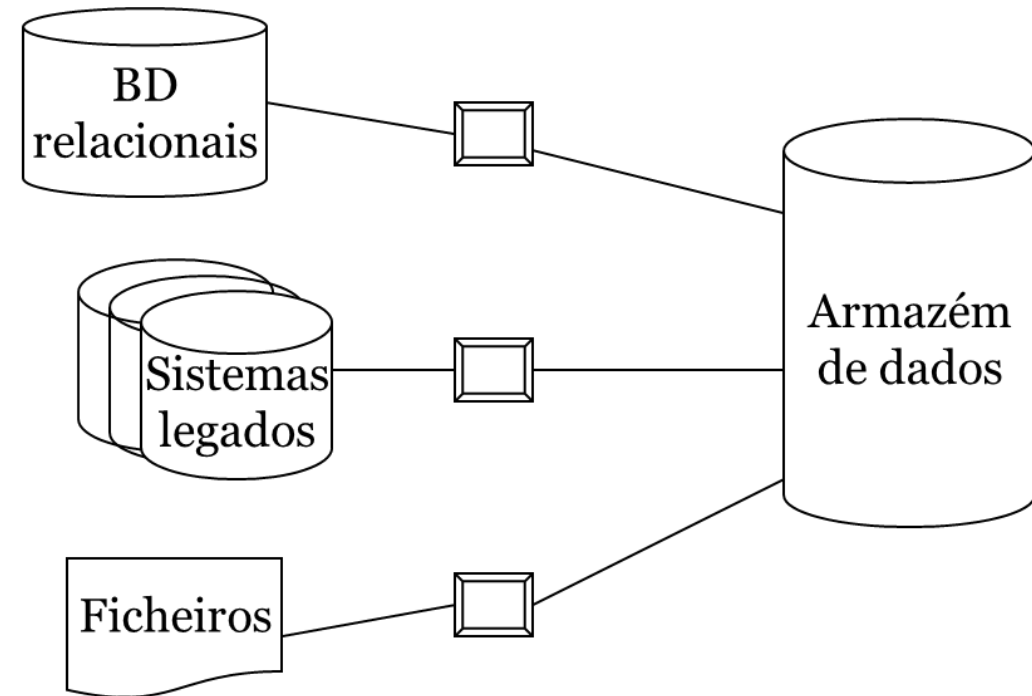 BD
relacionais
Sistemas
legados
Ficheiros
Armazém
de dados